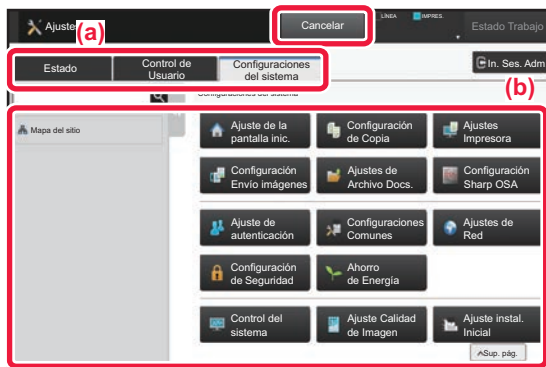 Ajuste
(a)
Cancelar
LÍNEA
IMPRES.
Estado Trabajo
Estado
Control de
Usuario
Configuraciones
del sistema
In. Ses. Adm
(b)
Configuraciones del sistema
Mapa del sitio
Ajuste de la
pantalla inic.
Configuración
de Copia
Ajustes
Impresora
Configuración
Envío imágenes
Ajustes de
Archivo Docs.
Configuración
Sharp OSA
Ajuste de
autenticación
Configuraciones
Comunes
Ajustes de
Red
Configuración
de Seguridad
Ahorro
de Energía
Control del
sistema
Ajuste Calidad
de Imagen
Ajuste instal.
Inicial
Sup. pág.